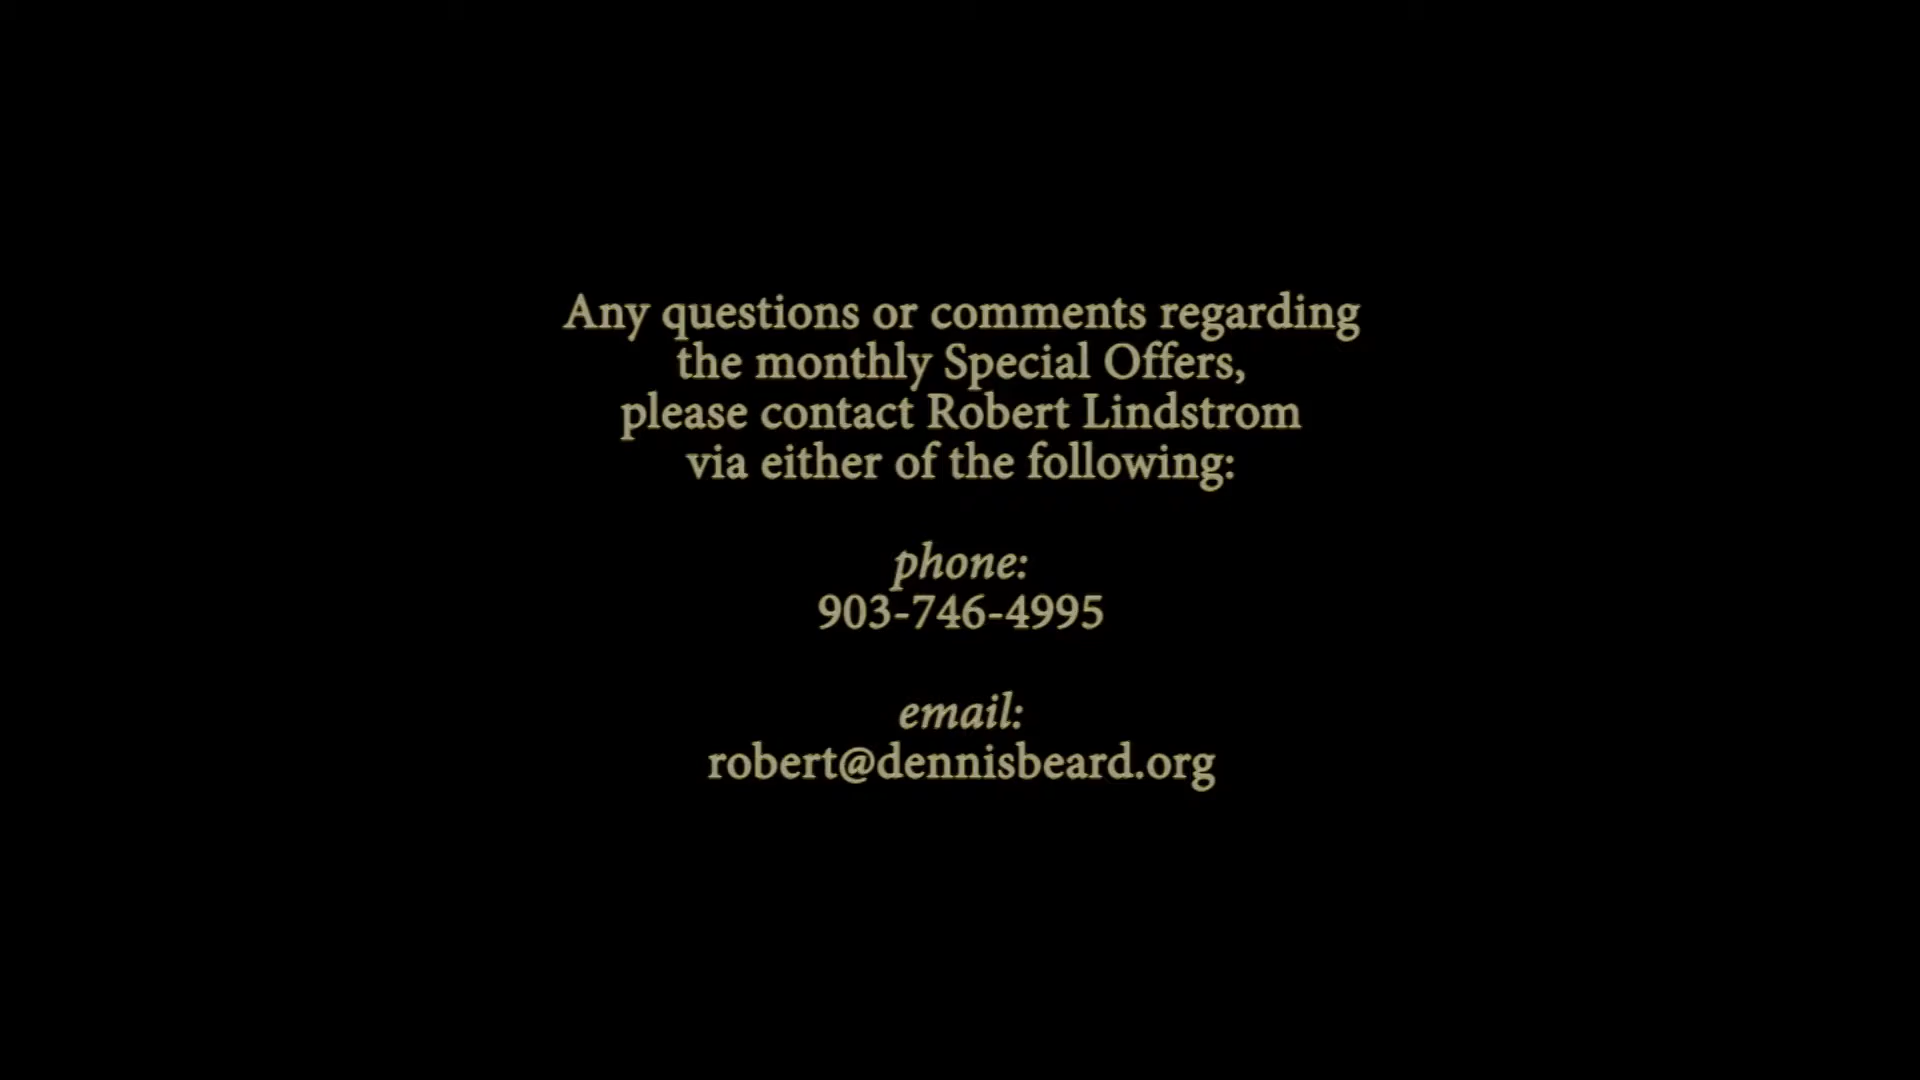 Any questions or comments regarding
the monthly Special Offers,
please contact Robert Lindstrom
via either of the following:
phone:
903-746-4995
email:
robert@dennisbeard.org